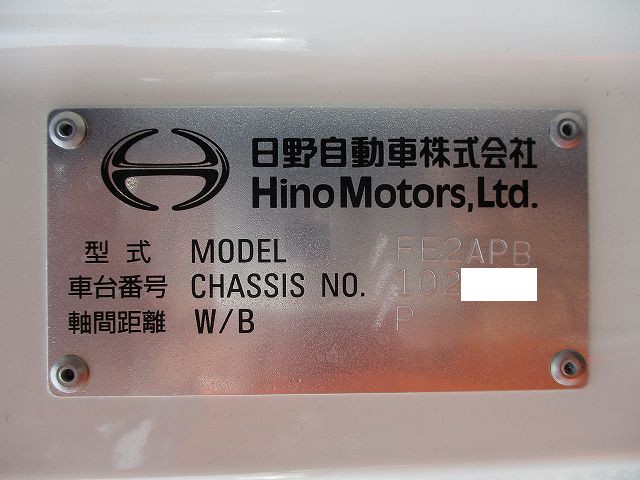 日野自動車株式会社
Hino Motors, Ltd.
型式 MODEL FE2APB
車台番号 CHASSIS NO. 102
軸間距離 W/B P